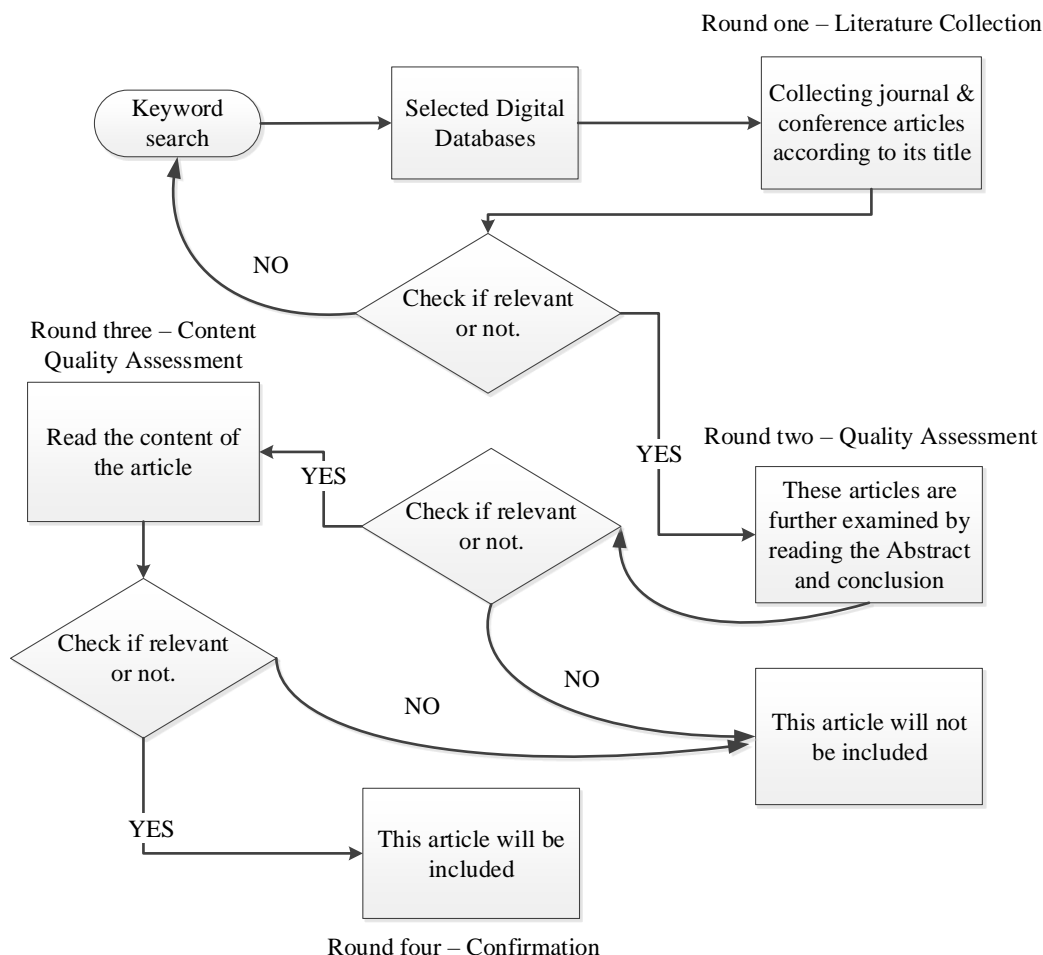 Round one – Literature Collection
Keyword
search
Selected Digital
Databases
Collecting journal &
conference articles
according to its title
NO
Check if relevant
or not.
Round three – Content
Quality Assessment
Round two – Quality Assessment
YES
Read the content of
the article
YES
Check if relevant
or not.
These articles are
further examined by
reading the Abstract
and conclusion
Check if relevant
or not.
NO
NO
This article will not
be included
YES
This article will be
included
Round four – Confirmation